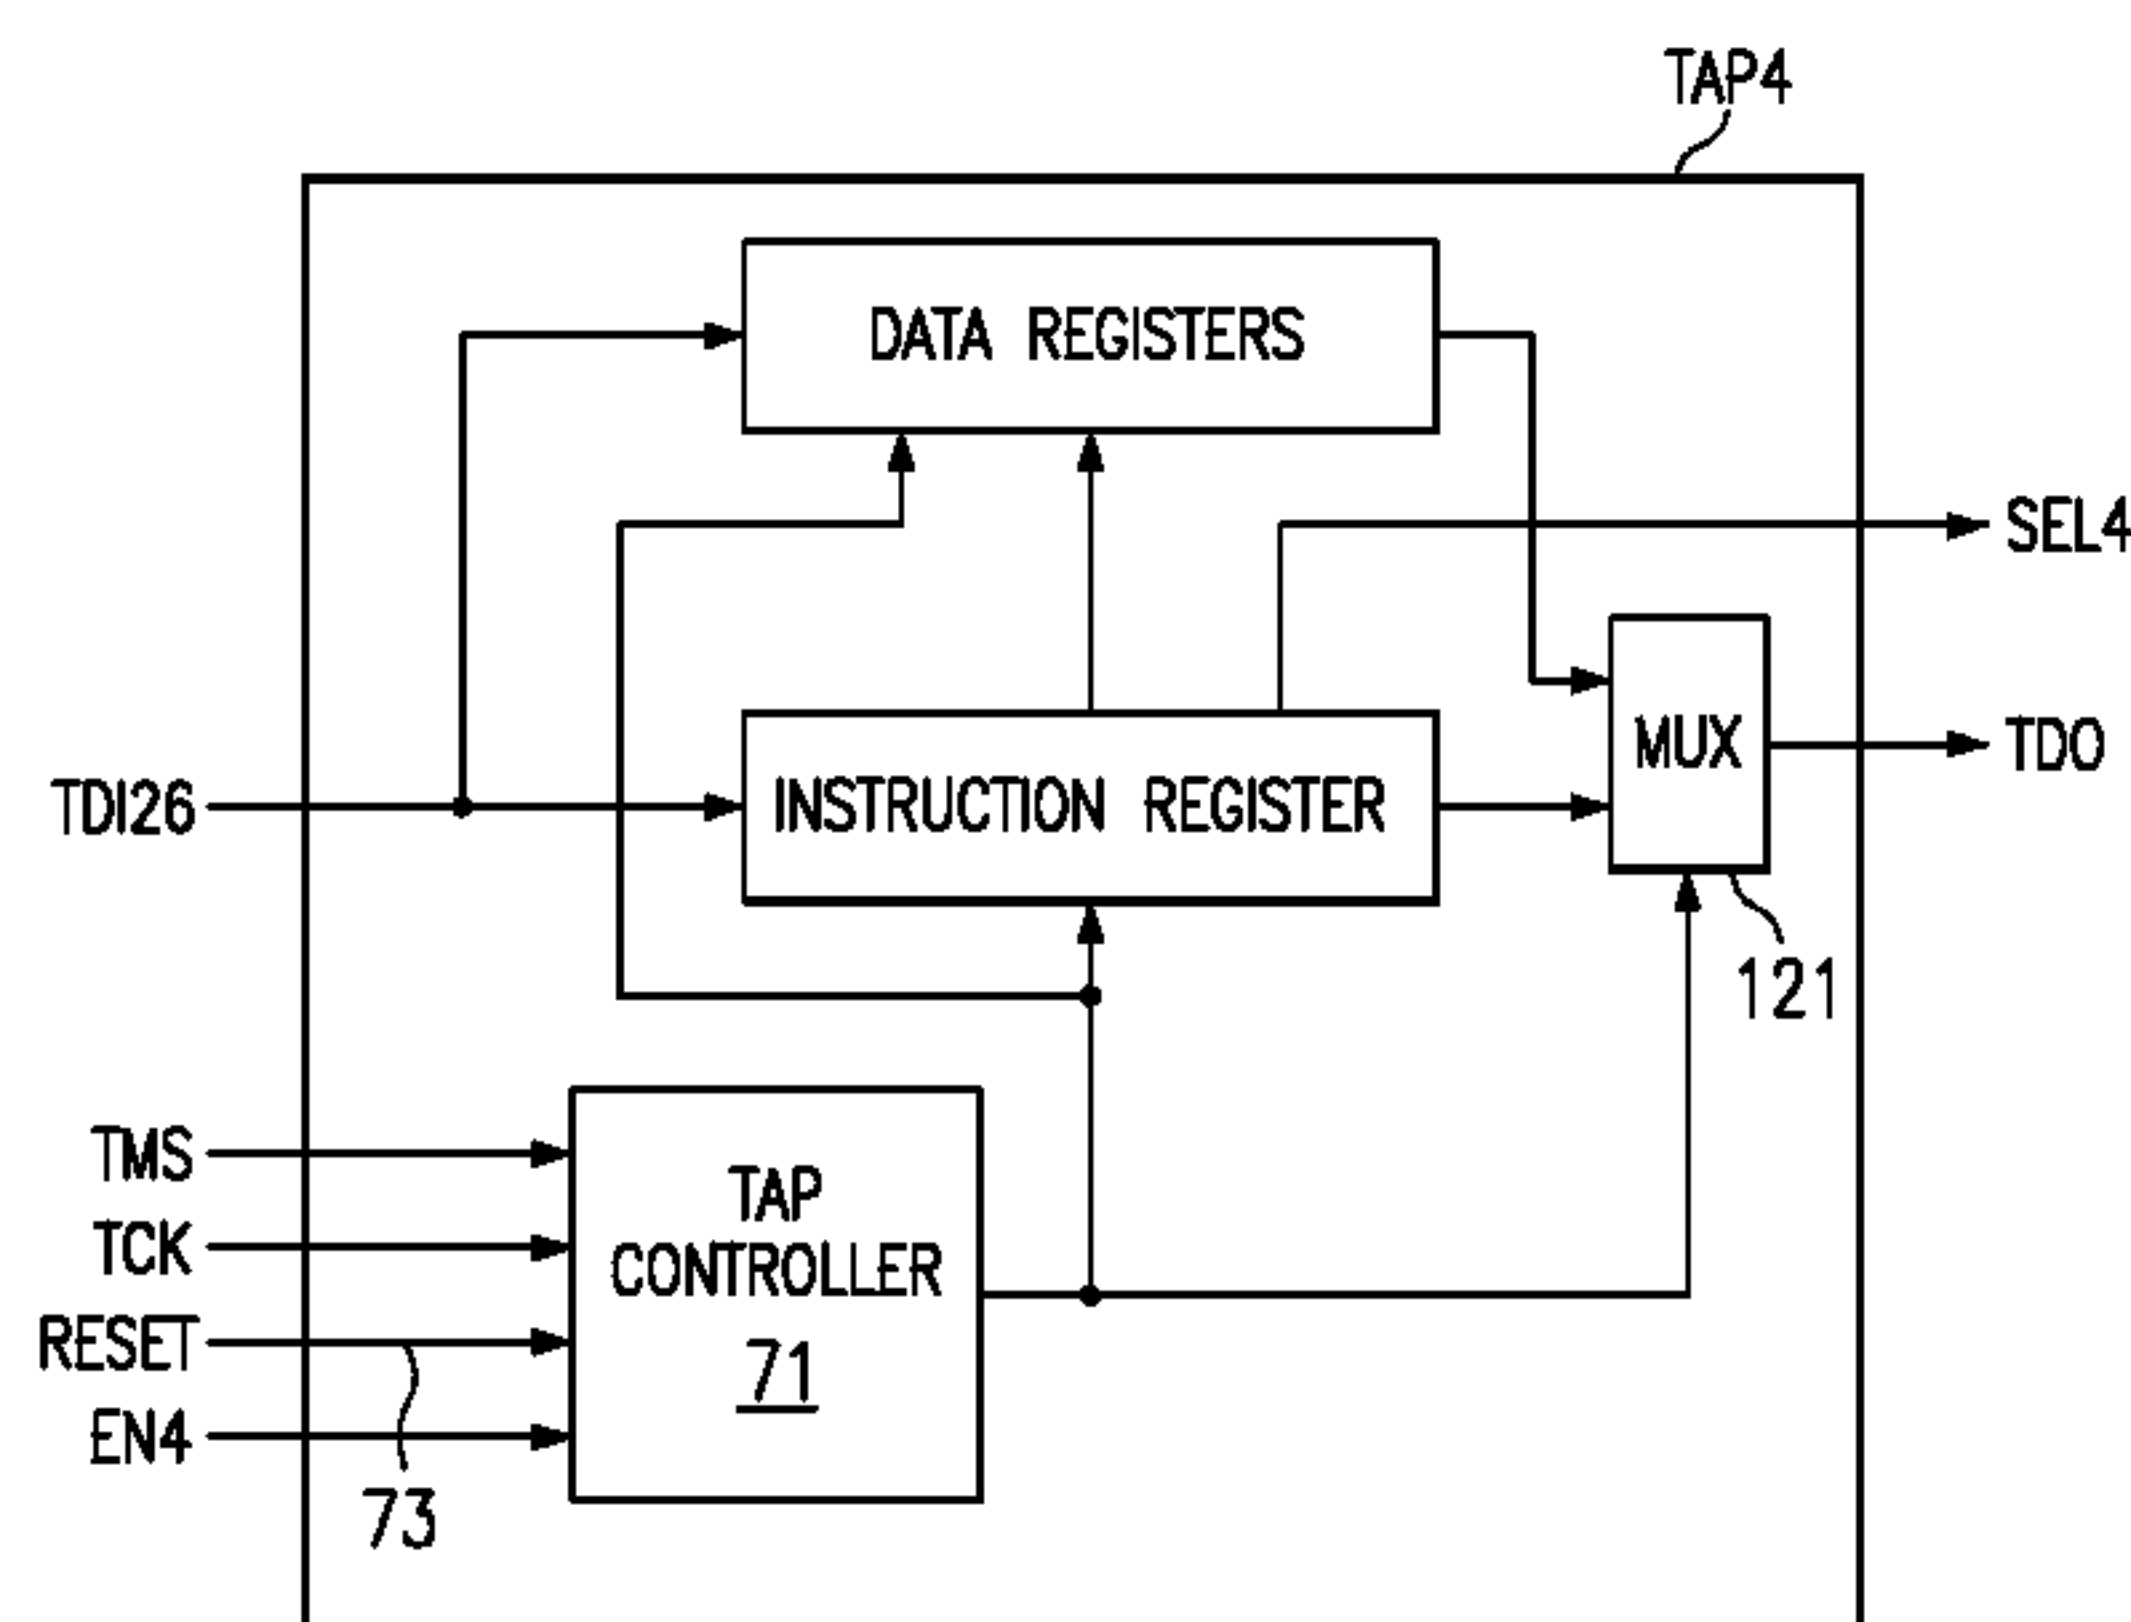 TAP4
DATA REGISTERS
SEL4
MUX
TDO
TDI26
INSTRUCTION REGISTER
121
TMS
TAP
TCK
CONTROLLER
RESET
71
EN4
73